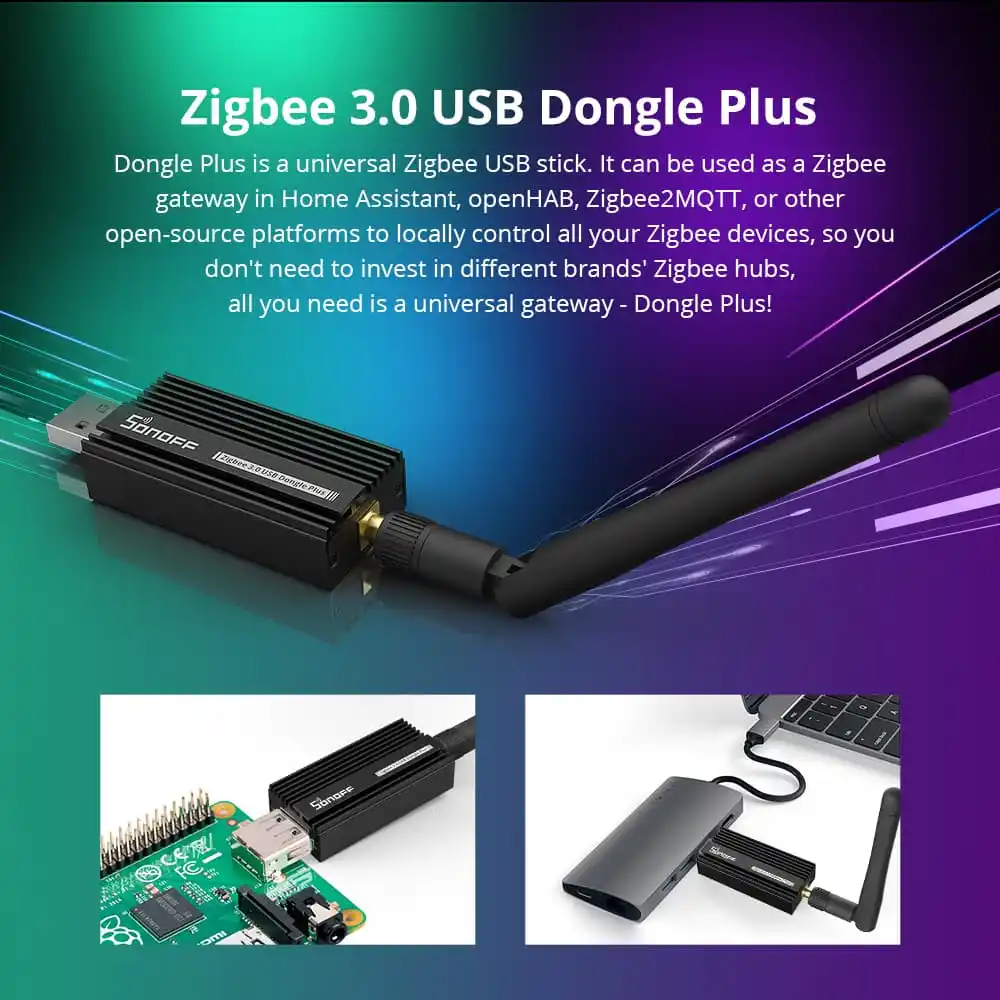 Zigbee 3.0 USB Dongle Plus
Dongle Plus is a universal Zigbee USB stick. It can be used as a Zigbee
gateway in Home Assistant, openHAB, Zigbee2MQTT, or other
open-source platforms to locally control all your Zigbee devices, so you
don't need to invest in different brands' Zigbee hubs,
all you need is a universal gateway - Dongle Plus!
SONOFF
Zigbee 3.0 USB Dongle Plus
SONOFF
FC
SONOFF